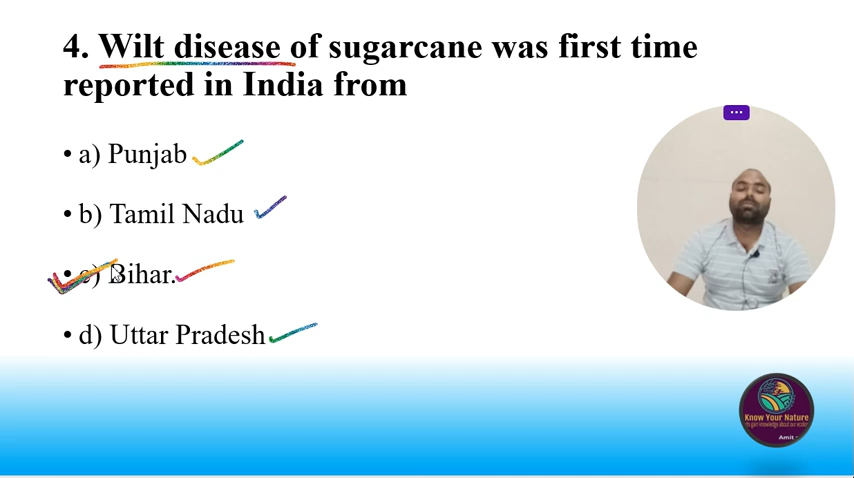 4. Wilt disease of sugarcane was first time
reported in India from
• a) Punjab
• b) Tamil Nadu
• c) Bihar.
• d) Uttar Pradesh
Know Your Nature
Amit